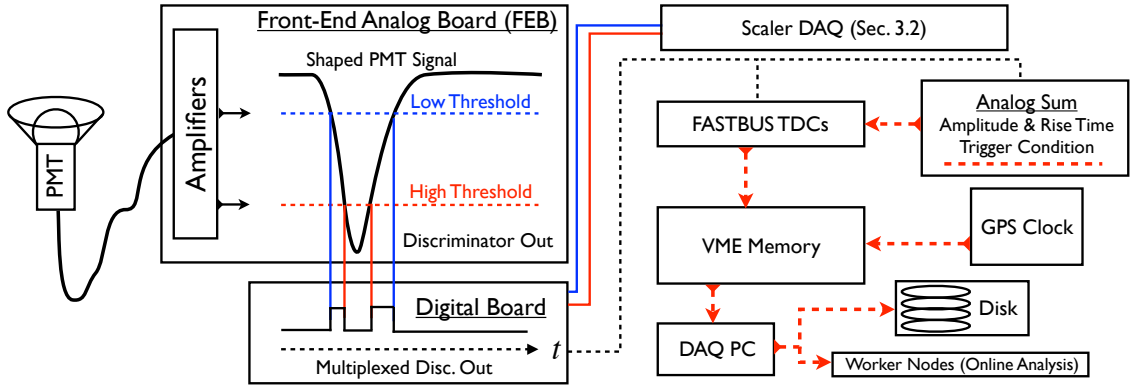 Front-End Analog Board (FEB)
Shaped PMT Signal
Low Threshold
High Threshold
Discriminator Out
Amplifiers
PMT
Digital Board
t
Multiplexed Disc. Out
Scaler DAQ (Sec. 3.2)
FASTBUS TDCs
Analog Sum
Amplitude & Rise Time
Trigger Condition
VME Memory
GPS Clock
DAQ PC
Disk
Worker Nodes (Online Analysis)